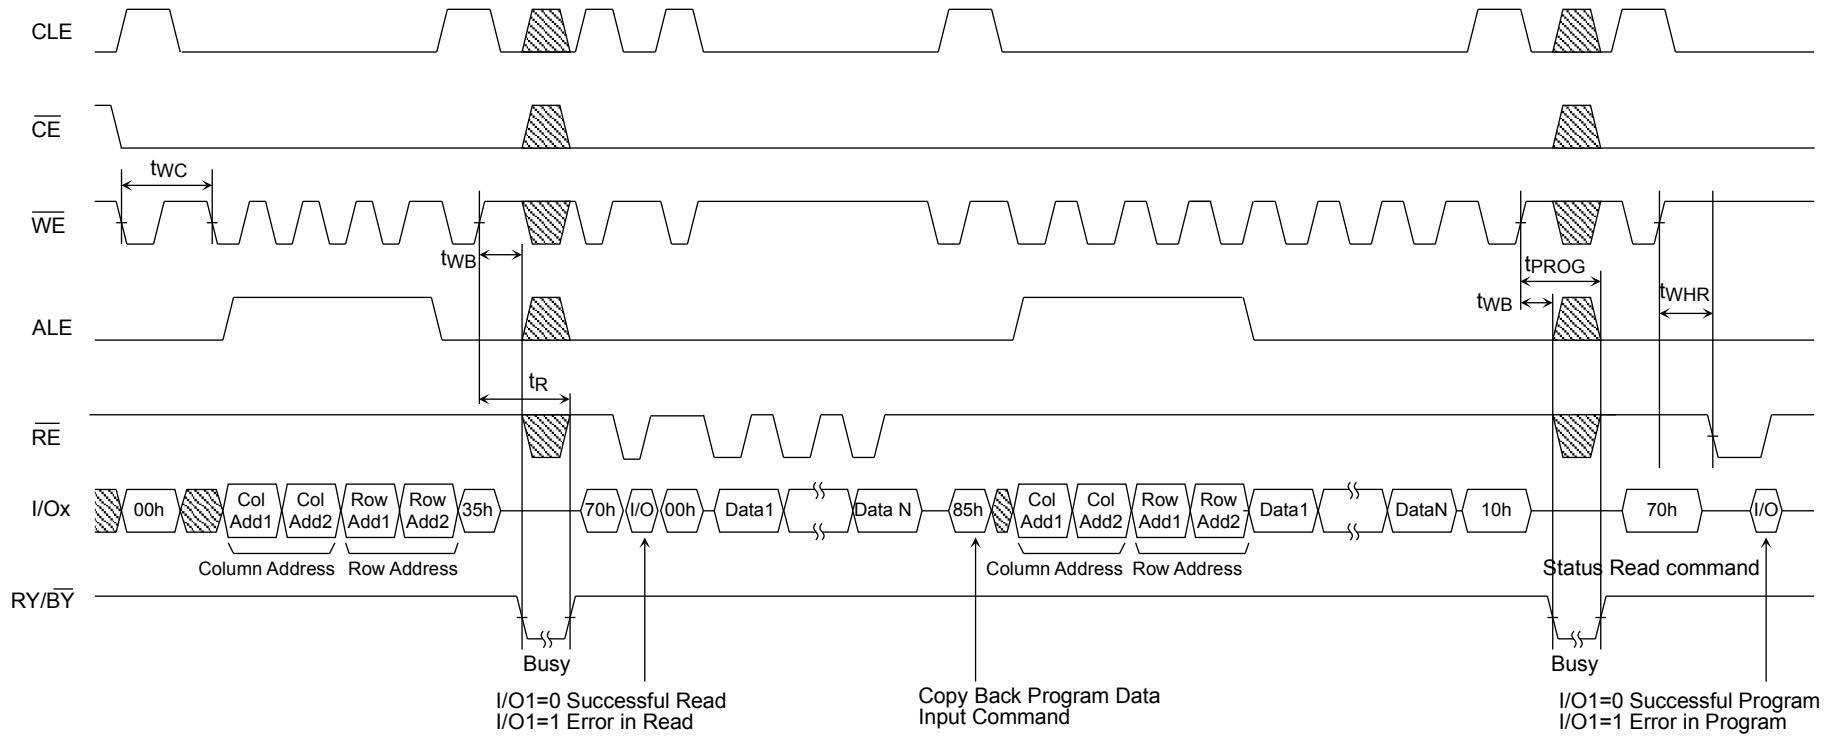 CLE
CE
tWC
WE
tWB
tPROG
tWB
tWHR
ALE
tR
RE
I/Ox
00h
Col Add1
Col Add2
Row Add1
Row Add2
35h
70h
I/O
00h
Data1
Data N
85h
Col Add1
Col Add2
Row Add1
Row Add2
Data1
DataN
10h
70h
I/O
Column Address
Row Address
Column Address
Row Address
Status Read command
RY/BY
Busy
Busy
I/O1=0 Successful Read
I/O1=1 Error in Read
Copy Back Program Data
Input Command
I/O1=0 Successful Program
I/O1=1 Error in Program